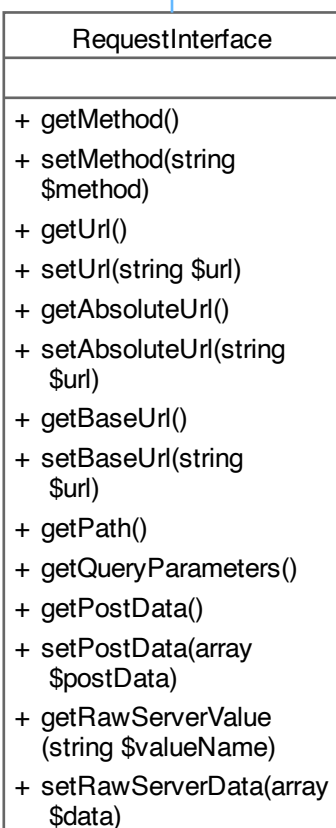 RequestInterface
+ getMethod()
+ setMethod(string
$method)
+ getUrl()
+ setUrl(string $url)
+ getAbsoluteUrl()
+ setAbsoluteUrl(string
$url)
+ getBaseUrl()
+ setBaseUrl(string
$url)
+ getPath()
+ getQueryParameters()
+ getPostData()
+ setPostData(array
$postData)
+ getRawServerValue
(string $valueName)
+ setRawServerData(array
$data)